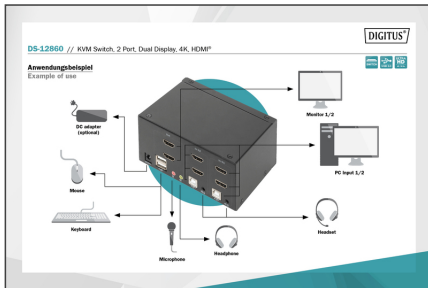 DIGITUS®
DS-12860 // KVM Switch, 2 Port, Dual Display, 4K, HDMI®
Anwendungsbeispiel
Example of use
DC adapter
(optional)
Monitor 1/2
PC input 1/2
Mouse
Keyboard
Microphone
Headphone
Headset